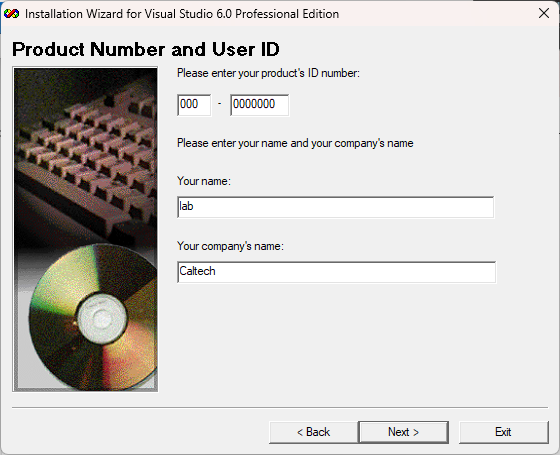 Installation Wizard for Visual Studio 6.0 Professional Edition
Product Number and User ID
Please enter your product's ID number:
000 - 0000000
Please enter your name and your company's name
Your name:
lab
Your company's name:
Caltech
< Back Next > Exit